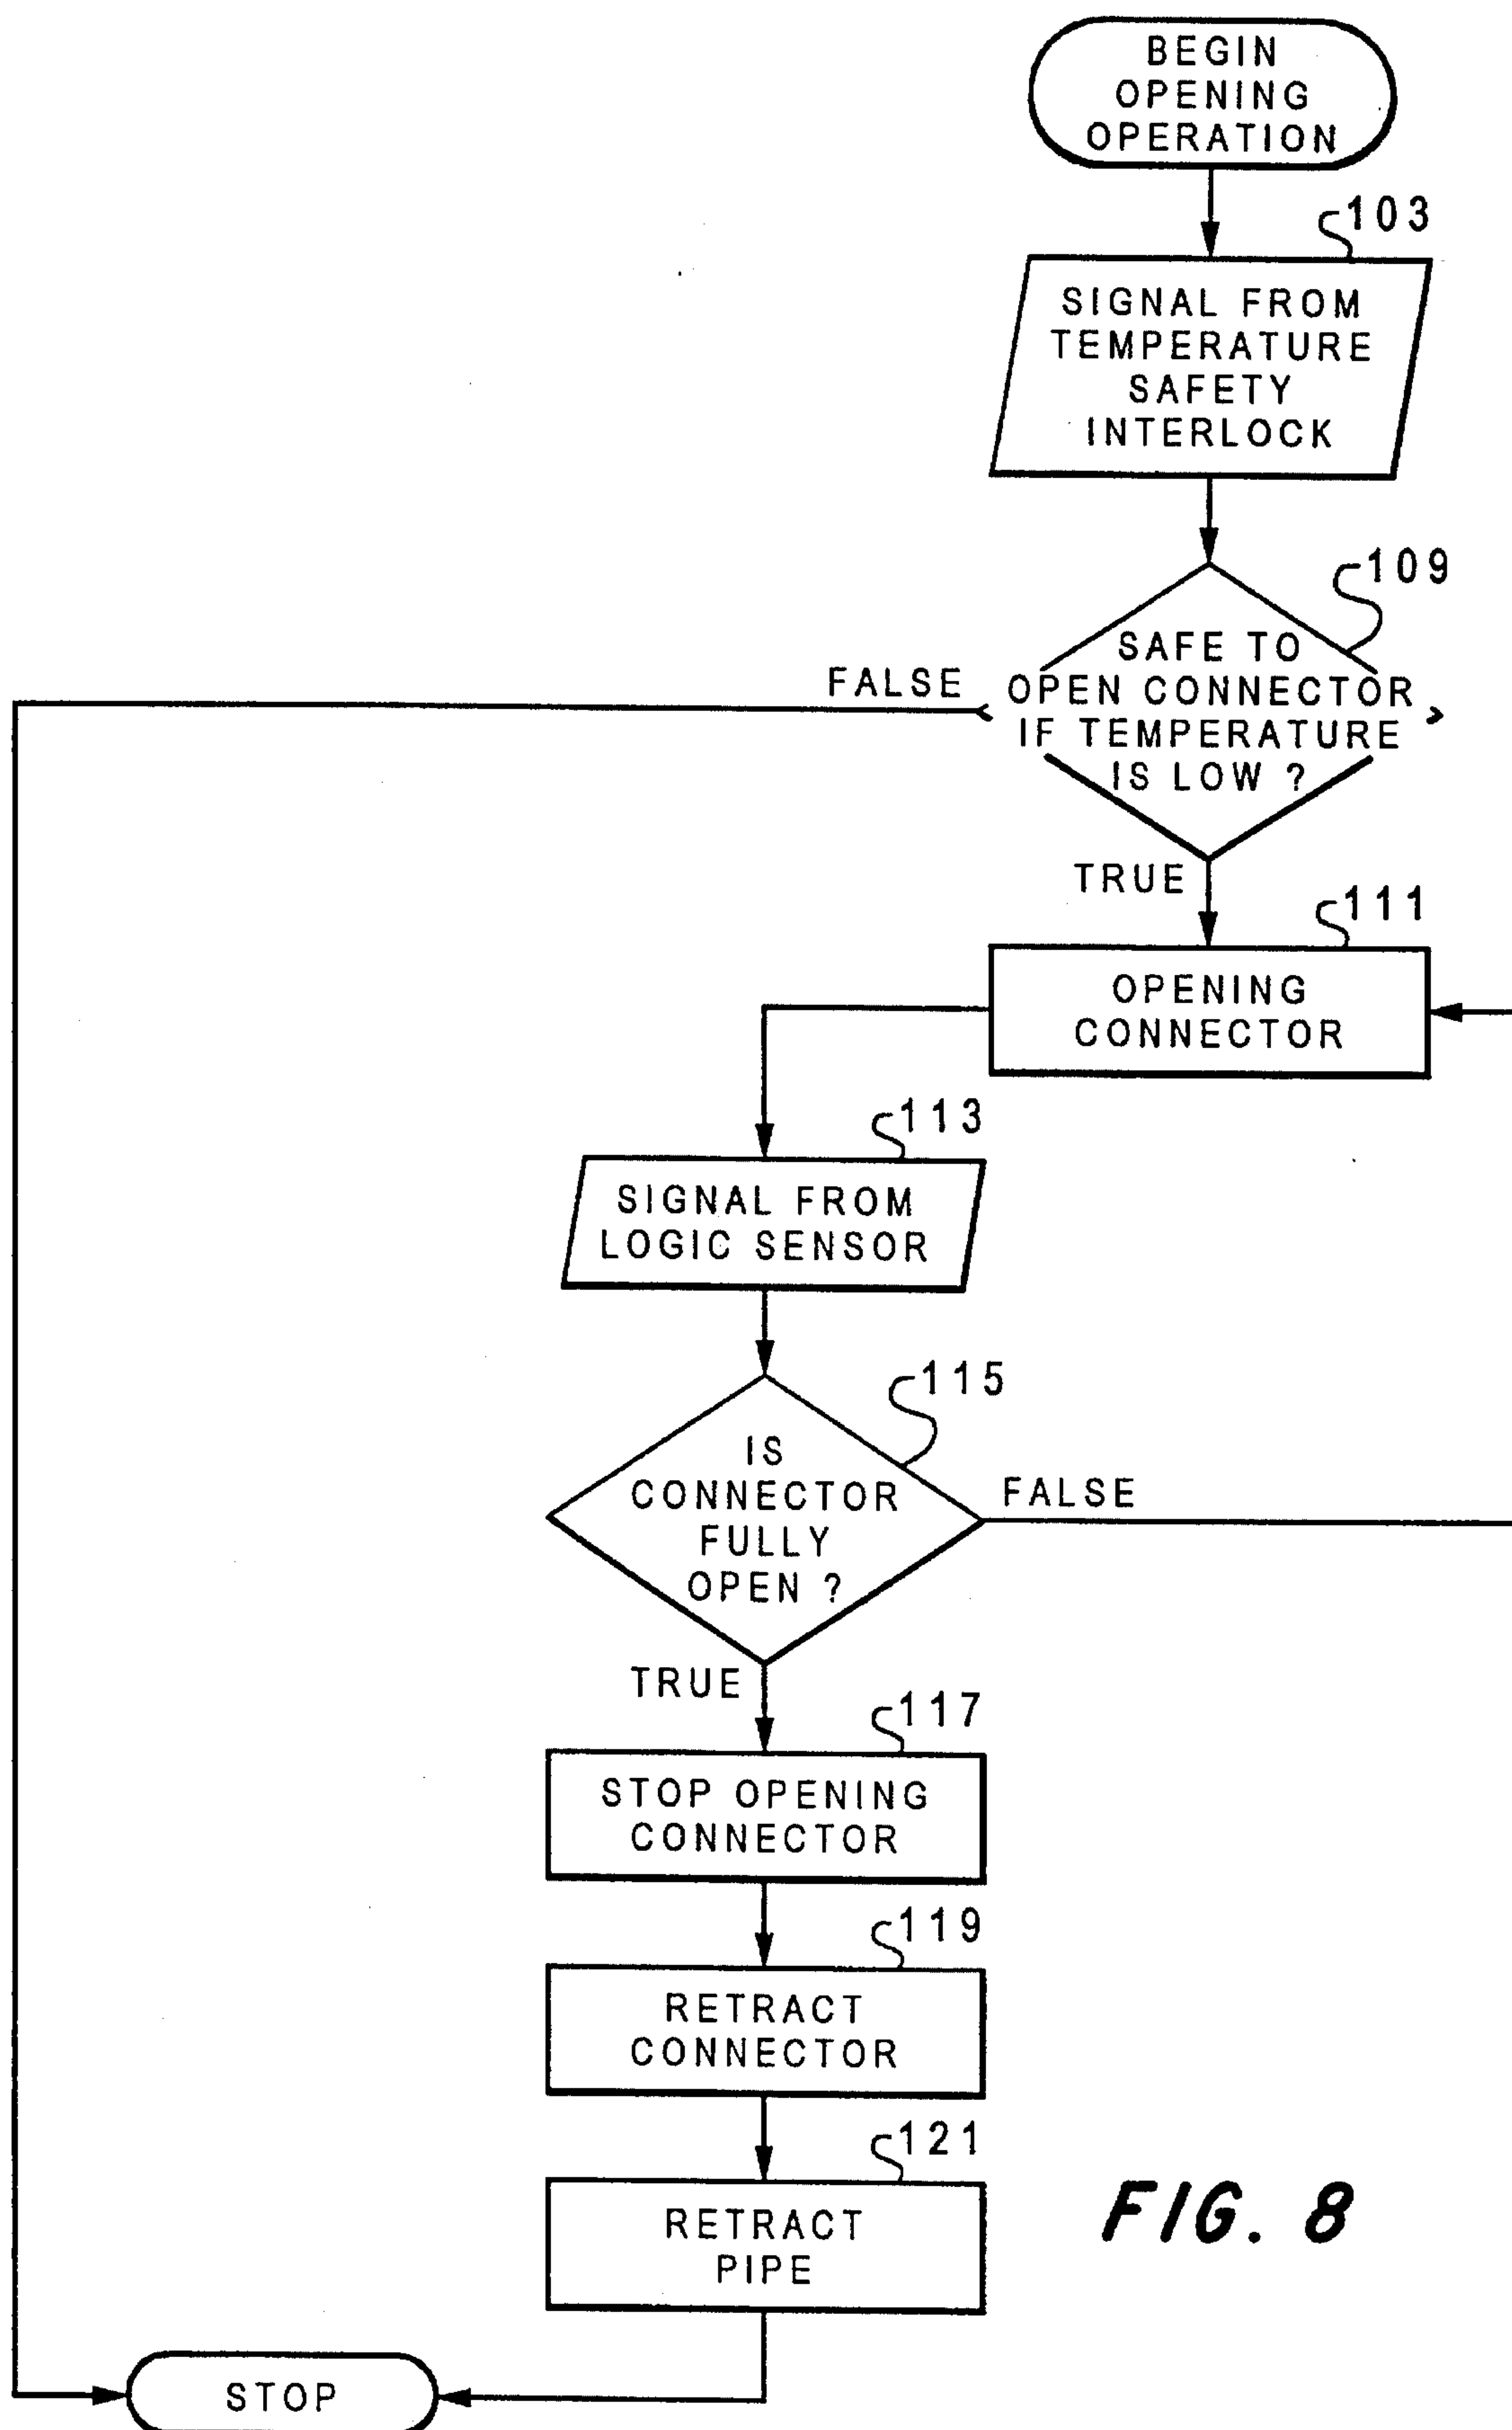 BEGIN
OPENING
OPERATION
103
SIGNAL FROM
TEMPERATURE
SAFETY
INTERLOCK
109
SAFE TO
OPEN CONNECTOR
IF TEMPERATURE
IS LOW ?
FALSE
TRUE
111
OPENING
CONNECTOR
113
SIGNAL FROM
LOGIC SENSOR
115
IS
CONNECTOR
FULLY
OPEN ?
FALSE
TRUE
117
STOP OPENING
CONNECTOR
119
RETRACT
CONNECTOR
121
RETRACT
PIPE
FIG. 8
STOP